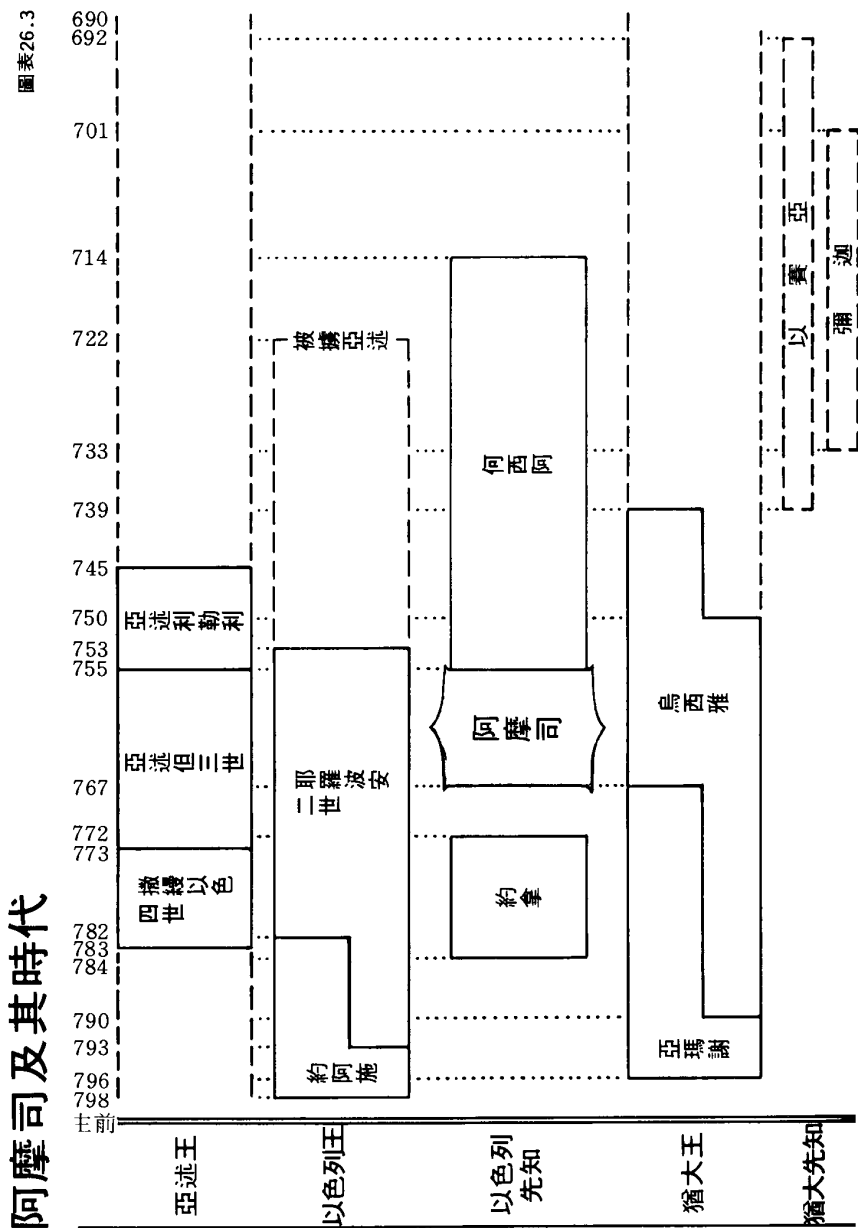 圖表26.3
阿摩司及其時代
690
692
701
714
722
733
739
745
750
753
755
767
772
773
782
783
784
790
793
796
798
主前
亞述王
撒縵以色
四世
亞述但三世
亞述利勒利
以色列王
約阿施
耶羅波安
二世
被擄亞述
以色列
先知
約拿
阿摩司
何西阿
猶大王
亞瑪謝
烏西雅
猶大先知
以賽亞
彌迦